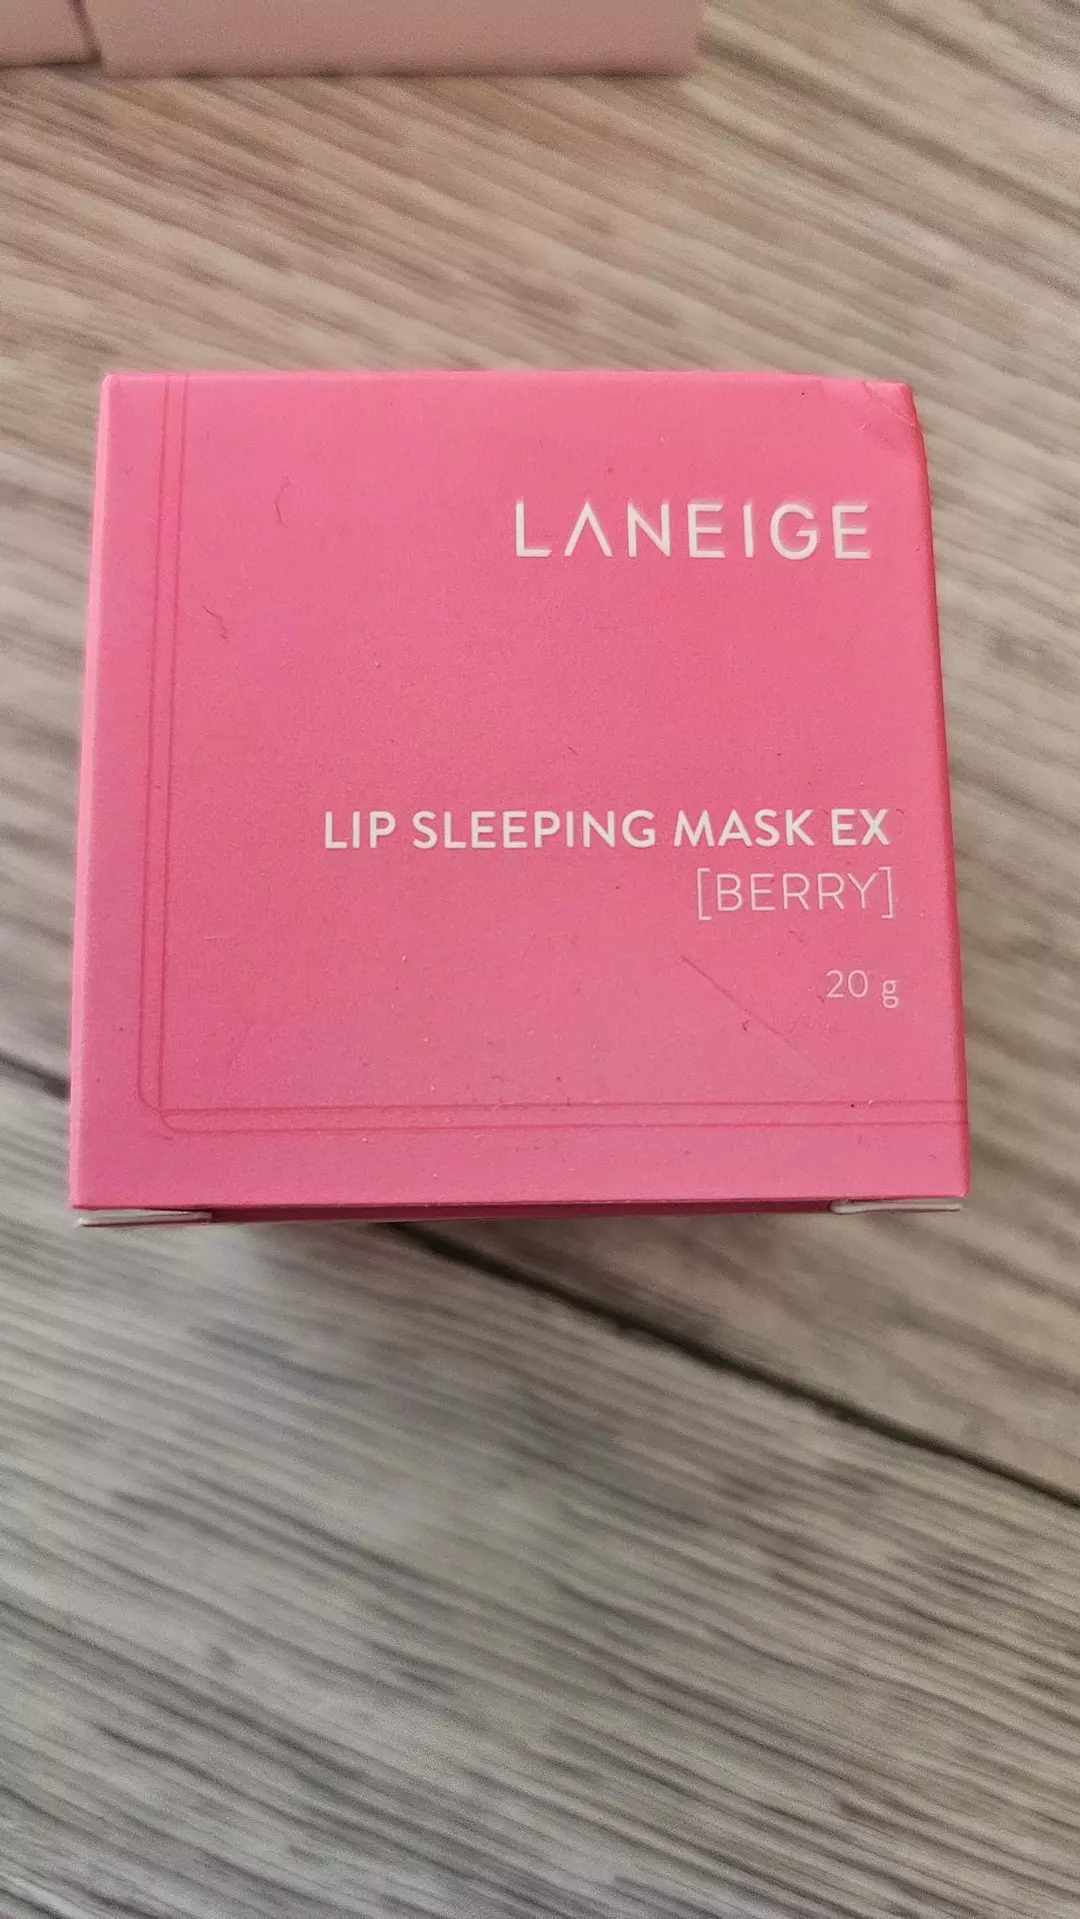 LANEIGE
LIP SLEEPING MASK EX
[BERRY]
20 g